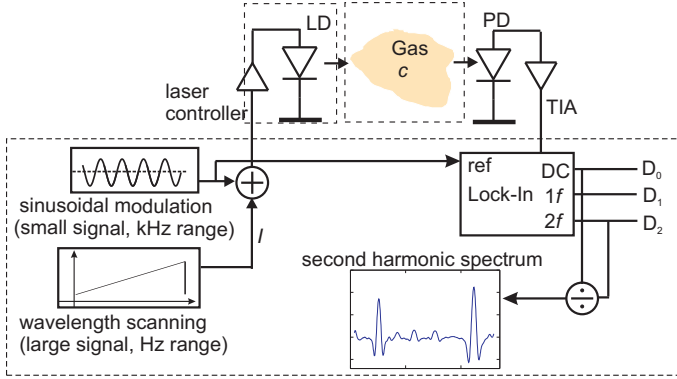 LD
PD
Gas
c
laser
controller
TIA
ref
DC
Lock-In
1f
2f
D0
D1
D2
sinusoidal modulation
(small signal, kHz range)
I
second harmonic spectrum
wavelength scanning
(large signal, Hz range)